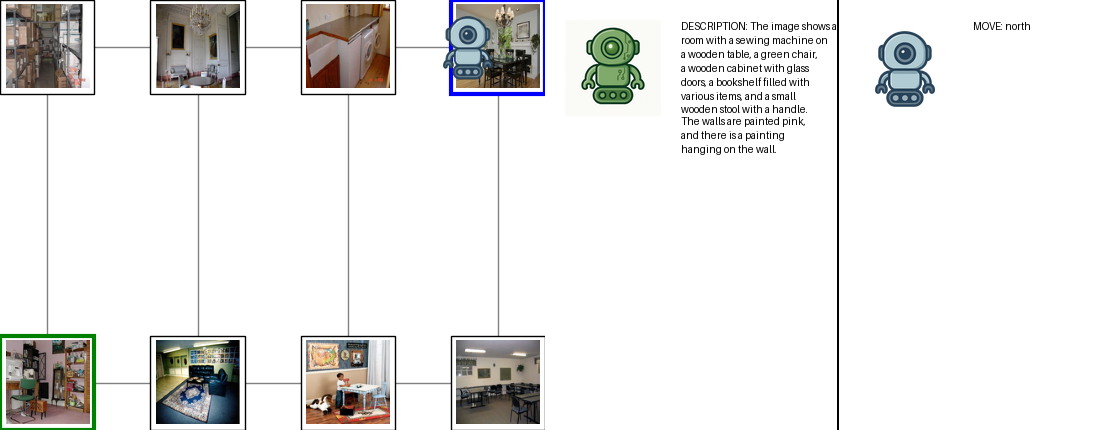 DESCRIPTION: The image shows a
room with a sewing machine on
a wooden table, a green chair,
a wooden cabinet with glass
doors, a bookshelf filled with
various items, and a small
wooden stool with a handle.
The walls are painted pink,
and there is a painting
hanging on the wall.
MOVE: north